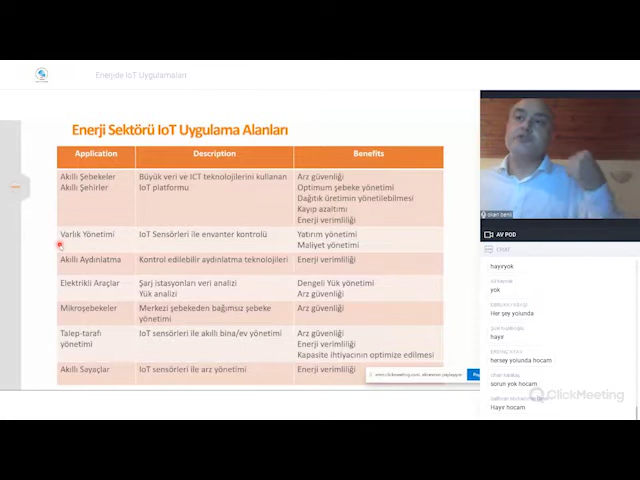 Enerjide IoT Uygulamaları
Enerji Sektörü IoT Uygulama Alanları
Application Description Benefits
Akıllı Şebekeler Büyük veri ve ICT teknolojilerini kullanan Arz güvenliği
Akıllı Şehirler IoT platformu Optimum şebeke yönetimi
Dağıtık üretimin yönetilebilmesi
Kayıp azaltımı
Enerji verimliliği
Varlık Yönetimi IoT Sensörleri ile envanter kontrolü Yatırım yönetimi
Maliyet yönetimi
Akıllı Aydınlatma Kontrol edilebilir aydınlatma teknolojileri Enerji verimliliği
Elektrikli Araçlar Şarj istasyonları veri analizi Dengeli Yük yönetimi
Yük analizi Arz güvenliği
Mikroşebekeler Merkezi şebekeden bağımsız şebeke Arz güvenliği
yönetimi
Talep-tarafı IoT sensörleri ile akıllı bina/ev yönetimi Arz güvenliği
yönetimi Enerji verimliliği
Kapasite ihtiyacının optimize edilmesi
Akıllı Sayaçlar IoT sensörleri ile arz yönetimi Enerji verimliliği
AV POD
CHAT
hayıryok
yok
Her şey yolunda
hayır
hersey yolunda hocam
sorun yok hocam
Hayır hocam
ClickMeeting